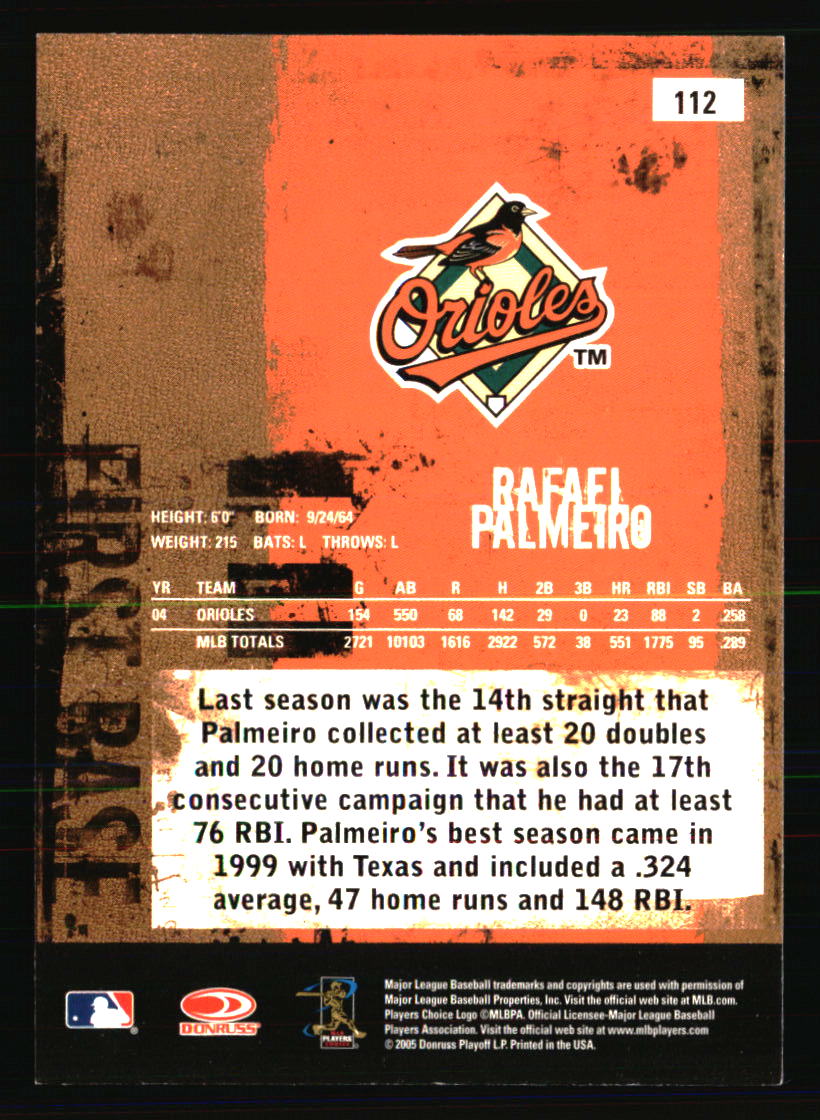 112
Orioles
TM
RAFAEL
PALMEIRO
HEIGHT: 6'0" BORN: 9/24/64
WEIGHT: 215 BATS: L THROWS: L
FIRST BASE
YR TEAM G AB R H 2B 3B HR RBI SB BA
04 ORIOLES 154 550 68 142 29 0 23 88 2 .258
MLB TOTALS 2721 10103 1616 2922 572 38 551 1775 95 .289
Last season was the 14th straight that
Palmeiro collected at least 20 doubles
and 20 home runs. It was also the 17th
consecutive campaign that he had at least
76 RBI. Palmeiro's best season came in
1999 with Texas and included a .324
average, 47 home runs and 148 RBI.
DONRUSS
PLAYERS
CHOICE
Major League Baseball trademarks and copyrights are used with permission of
Major League Baseball Properties, Inc. Visit the official web site at MLB.com.
Players Choice Logo ©MLBPA. Official Licensee-Major League Baseball
Players Association. Visit the official web site at www.mlbplayers.com
© 2005 Donruss Playoff L.P. Printed in the USA.